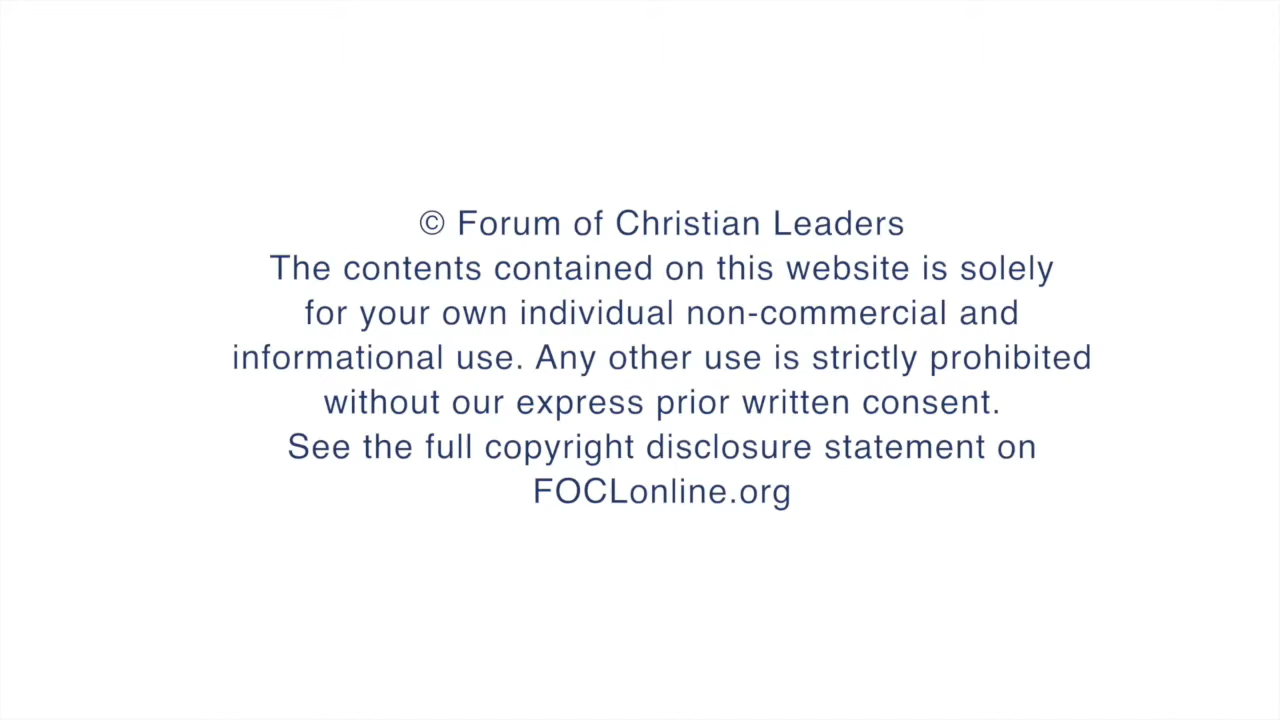 © Forum of Christian Leaders
The contents contained on this website is solely
for your own individual non-commercial and
informational use. Any other use is strictly prohibited
without our express prior written consent.
See the full copyright disclosure statement on
FOCLonline.org